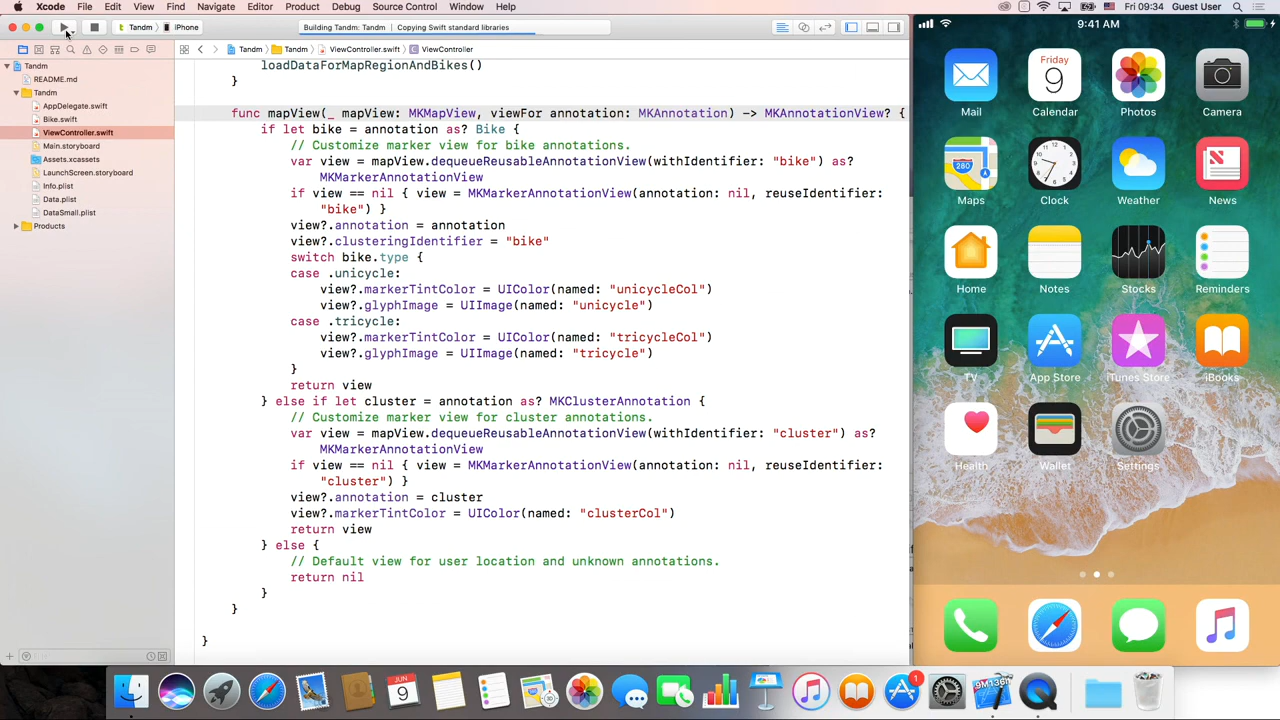 Xcode File Edit View Find Navigate Editor Product Debug Source Control Window Help
Fri 09:34 Guest User
9:41 AM
Tandm iPhone
Building Tandm: Tandm Copying Swift standard libraries
Tandm Tandm ViewController.swift C ViewController
Tandm
README.md
Tandm
AppDelegate.swift
Bike.swift
ViewController.swift
Main.storyboard
Assets.xcassets
LaunchScreen.storyboard
Info.plist
Data.plist
DataSmall.plist
Products
loadDataForMapRegionAndBikes()
}
func mapView(_ mapView: MKMapView, viewFor annotation: MKAnnotation) -> MKAnnotationView? {
if let bike = annotation as? Bike {
// Customize marker view for bike annotations.
var view = mapView.dequeueReusableAnnotationView(withIdentifier: "bike") as?
MKMarkerAnnotationView
if view == nil { view = MKMarkerAnnotationView(annotation: nil, reuseIdentifier:
"bike") }
view?.annotation = annotation
view?.clusteringIdentifier = "bike"
switch bike.type {
case .unicycle:
view?.markerTintColor = UIColor(named: "unicycleCol")
view?.glyphImage = UIImage(named: "unicycle")
case .tricycle:
view?.markerTintColor = UIColor(named: "tricycleCol")
view?.glyphImage = UIImage(named: "tricycle")
}
return view
} else if let cluster = annotation as? MKClusterAnnotation {
// Customize marker view for cluster annotations.
var view = mapView.dequeueReusableAnnotationView(withIdentifier: "cluster") as?
MKMarkerAnnotationView
if view == nil { view = MKMarkerAnnotationView(annotation: nil, reuseIdentifier:
"cluster") }
view?.annotation = cluster
view?.markerTintColor = UIColor(named: "clusterCol")
return view
} else {
// Default view for user location and unknown annotations.
return nil
}
}
}
Friday
9
Mail Calendar Photos Camera
280
Maps Clock Weather News
Home Notes Stocks Reminders
TV App Store iTunes Store iBooks
Health Wallet Settings
JUN
9
1